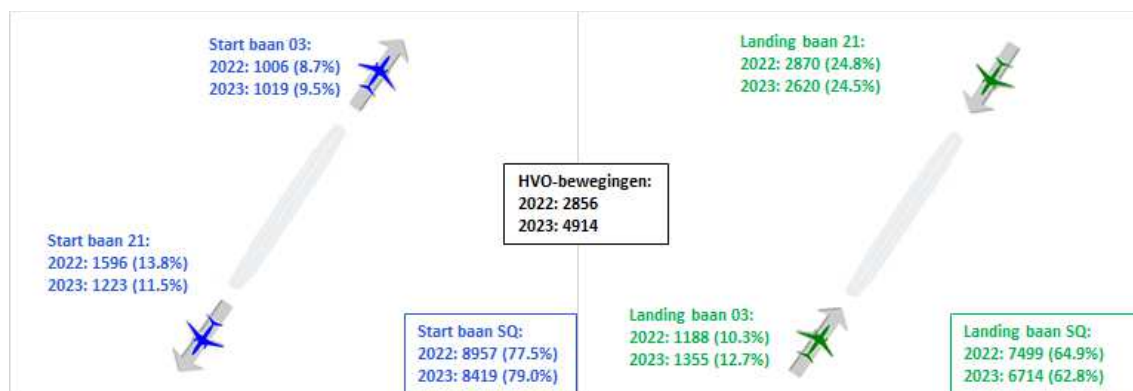 Start baan 03:
2022: 1006 (8.7%)
2023: 1019 (9.5%)
Landing baan 21:
2022: 2870 (24.8%)
2023: 2620 (24.5%)
HVO-bewegingen:
2022: 2856
2023: 4914
Start baan 21:
2022: 1596 (13.8%)
2023: 1223 (11.5%)
Start baan SQ:
2022: 8957 (77.5%)
2023: 8419 (79.0%)
Landing baan 03:
2022: 1188 (10.3%)
2023: 1355 (12.7%)
Landing baan SQ:
2022: 7499 (64.9%)
2023: 6714 (62.8%)